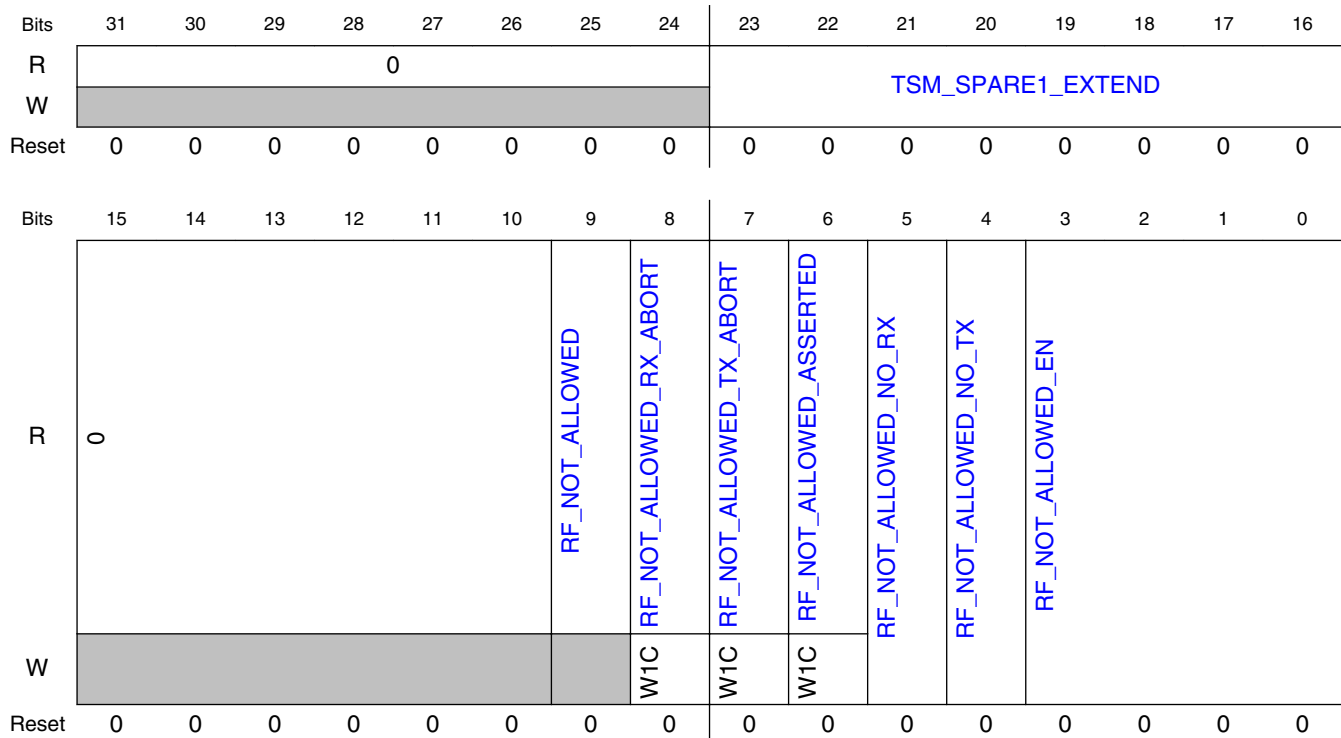 Bits 31 30 29 28 27 26 25 24 23 22 21 20 19 18 17 16
R 0 TSM_SPARE1_EXTEND
W
Reset 0 0 0 0 0 0 0 0 0 0 0 0 0 0 0 0
Bits 15 14 13 12 11 10 9 8 7 6 5 4 3 2 1 0
R 0 RF_NOT_ALLOWED RF_NOT_ALLOWED_RX_ABORT RF_NOT_ALLOWED_TX_ABORT RF_NOT_ALLOWED_ASSERTED RF_NOT_ALLOWED_NO_RX RF_NOT_ALLOWED_NO_TX RF_NOT_ALLOWED_EN
W W1C W1C W1C
Reset 0 0 0 0 0 0 0 0 0 0 0 0 0 0 0 0